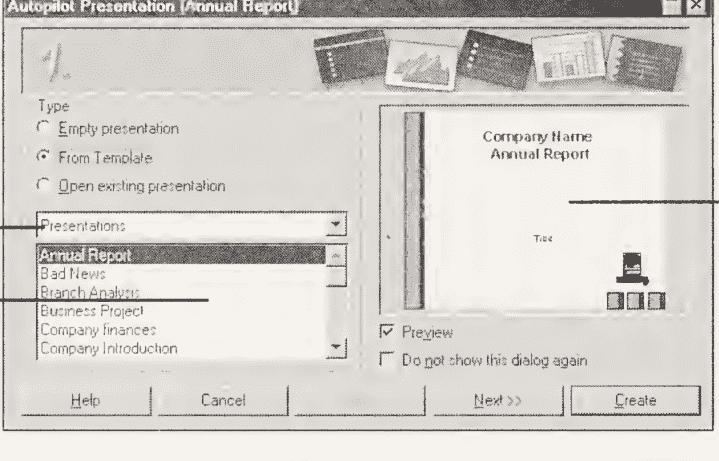 Autopilot Presentation (Annual Report)
1.
Type
Empty presentation
From Template
Open existing presentation
Presentations
Annual Report
Bad News
Branch Analysis
Business Project
Company finances
Company Introduction
Company Name
Annual Report
Preview
Do not show this dialog again
Help
Cancel
Next >>
Create